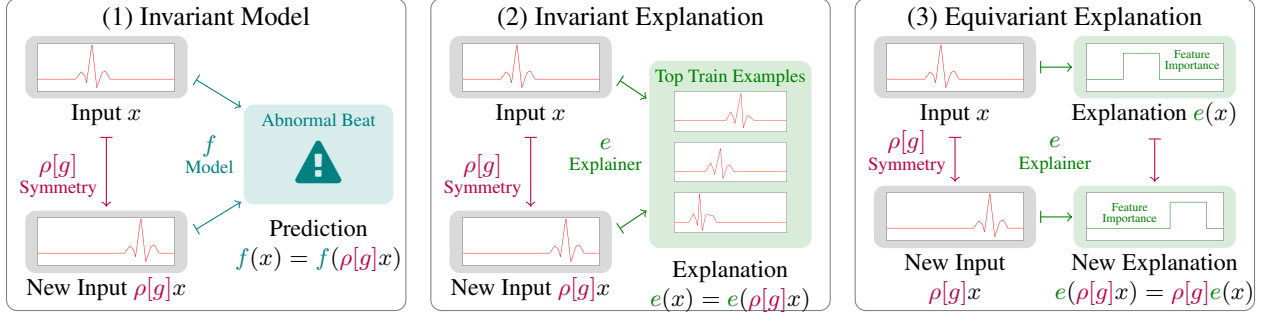 (1) Invariant Model
Input x
ρ[g]
Symmetry
f
Model
Abnormal Beat
Prediction
f(x) = f(ρ[g]x)
New Input ρ[g]x
(2) Invariant Explanation
Input x
ρ[g]
Symmetry
e
Explainer
Top Train Examples
New Input ρ[g]x
Explanation
e(x) = e(ρ[g]x)
(3) Equivariant Explanation
Input x
Feature
Importance
Explanation e(x)
ρ[g]
Symmetry
e
Explainer
Feature
Importance
New Input
ρ[g]x
New Explanation
e(ρ[g]x) = ρ[g]e(x)